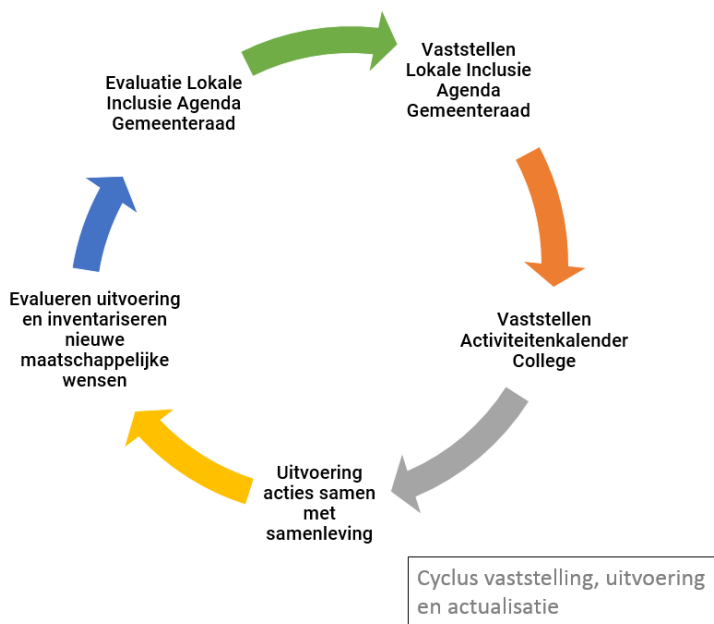 Evaluatie Lokale
Inclusie Agenda
Gemeenteraad
Vaststellen
Lokale Inclusie
Agenda
Gemeenteraad
Vaststellen
Activiteitenkalender
College
Uitvoering
acties samen
met
samenleving
Evalueren uitvoering
en inventariseren
nieuwe
maatschappelijke
wensen
Cyclus vaststelling, uitvoering
en actualisatie